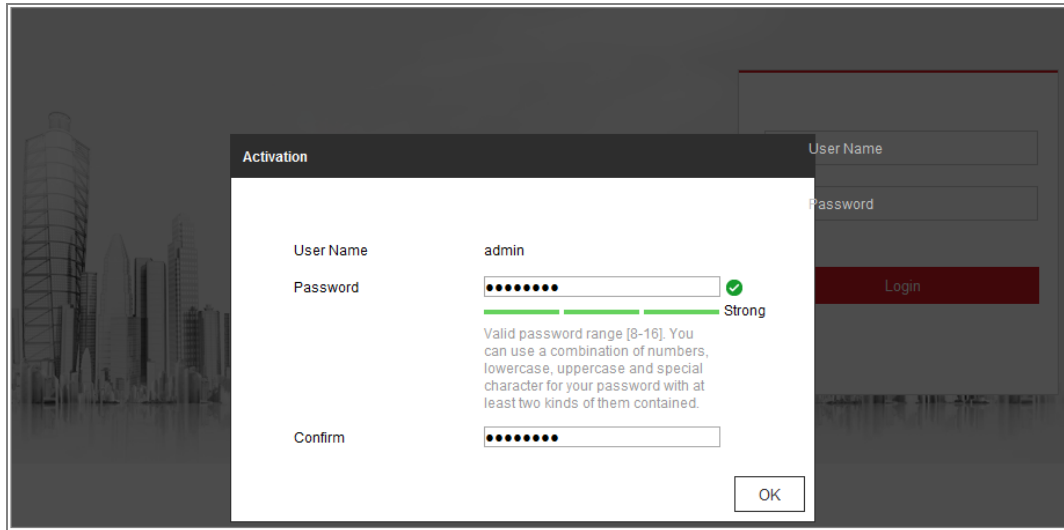 Activation
User Name
Password
Login
User Name admin
Password ●●●●●●●●
Strong
Valid password range [8-16]. You
can use a combination of numbers,
lowercase, uppercase and special
character for your password with at
least two kinds of them contained.
Confirm ●●●●●●●●
OK